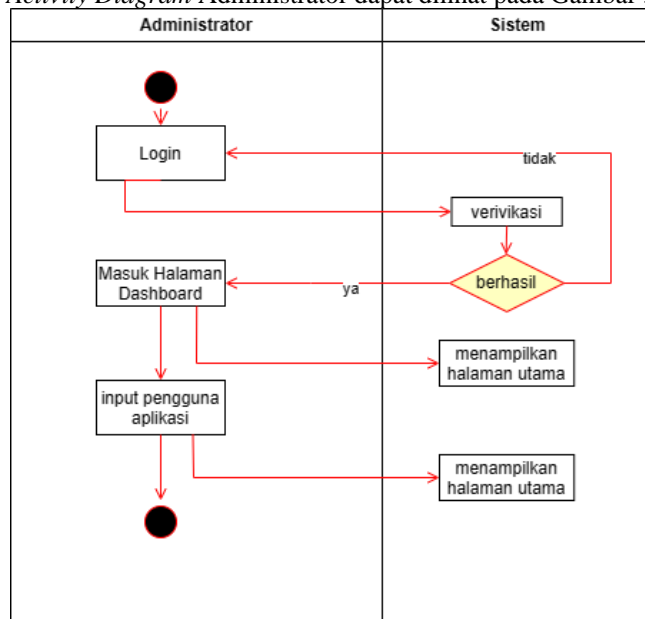 Activity Diagram Administrator dapat dilihat pada Gambar
Administrator
Sistem
Login
tidak
verivikasi
Masuk Halaman
Dashboard
ya
berhasil
menampilkan
halaman utama
input pengguna
aplikasi
menampilkan
halaman utama